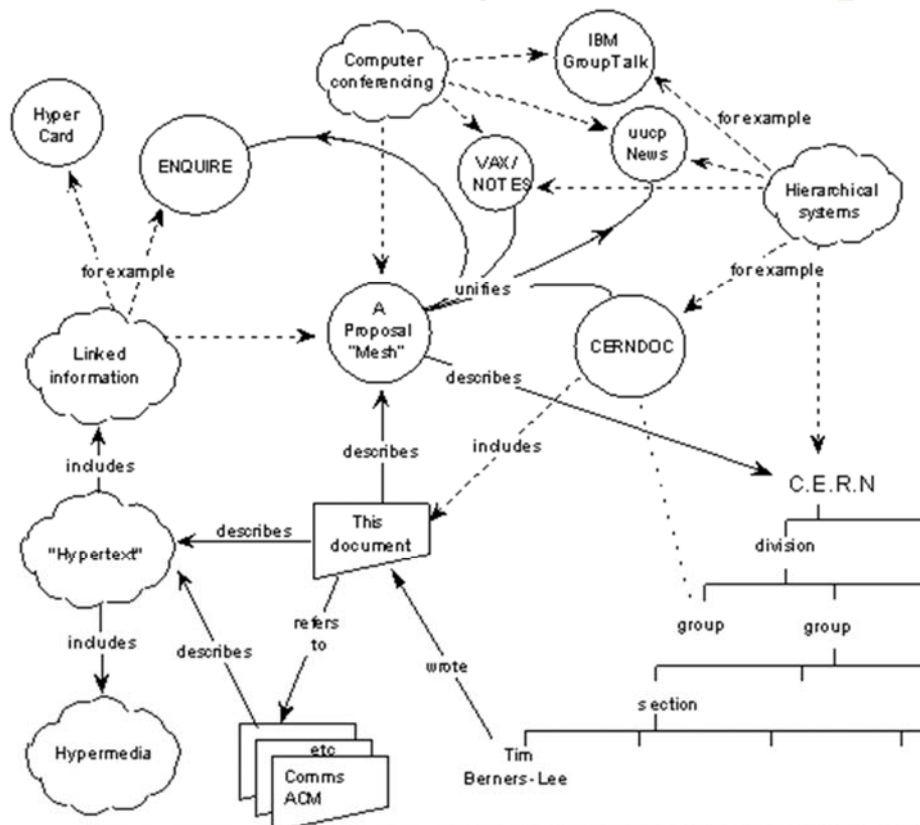 IBM
GroupTalk
Computer
conferencing
Hyper
Card
for example
uucp
News
ENQUIRE
VAX/
NOTES
Hierarchical
systems
for example
unifies
for example
A
Proposal
"Mesh"
Linked
information
CERNDOC
describes
includes
includes
describes
C.E.R.N
This
document
describes
division
"Hypertext"
refers
to
group
group
includes
describes
wrote
section
Hypermedia
etc
Tim
Berners-Lee
Comms
ACM